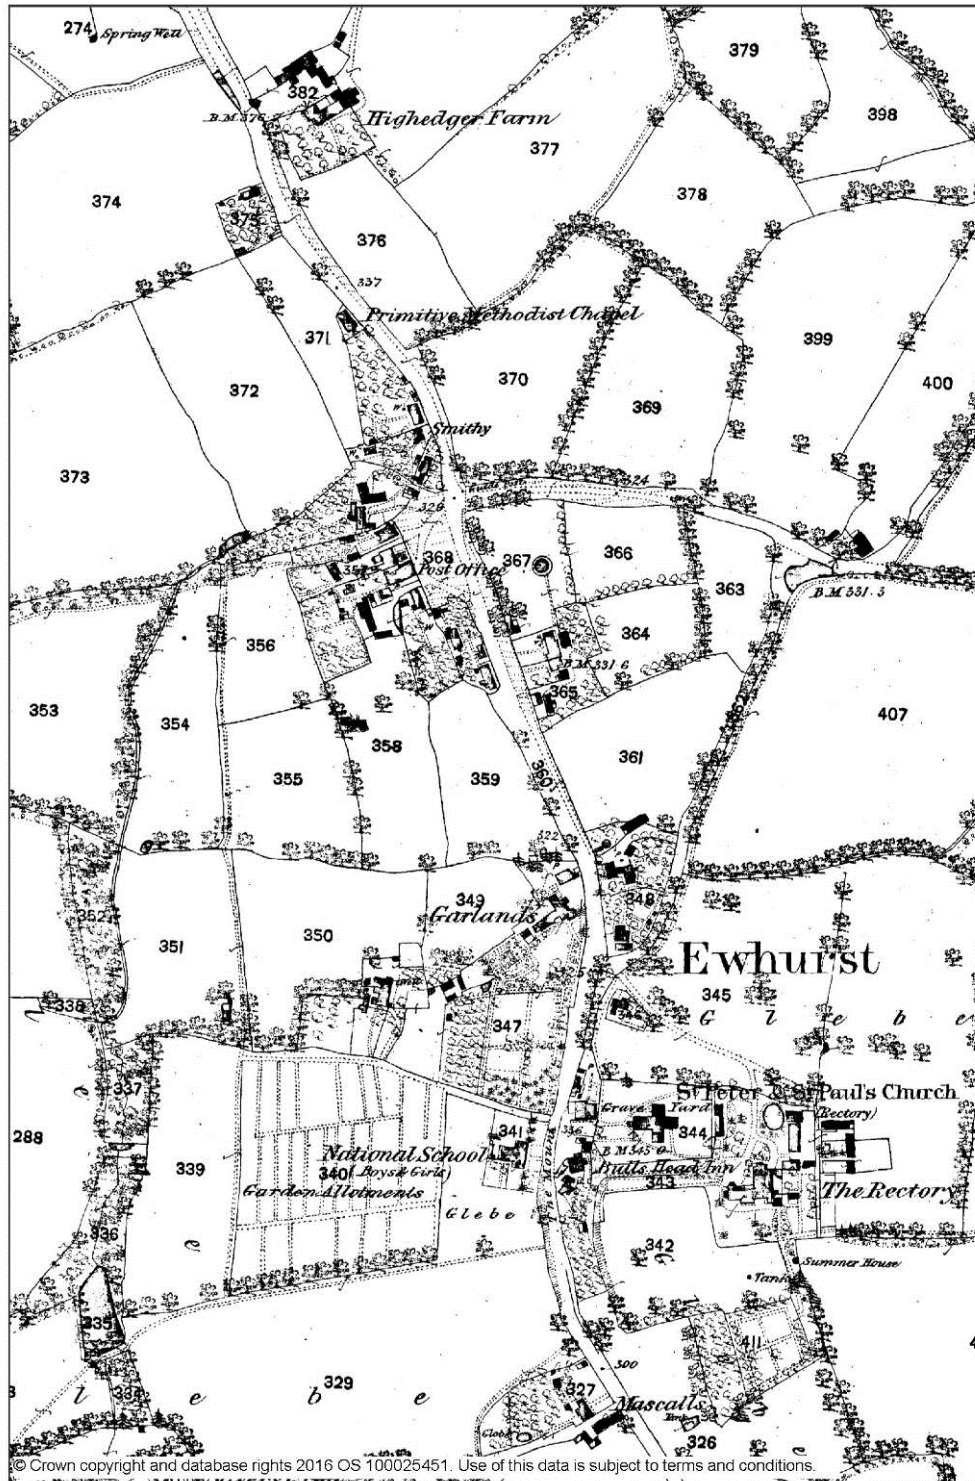 274
Spring Well
379
382
B.M. 376.
Highedger Farm
377
398
374
378
375
376
337
Primitive Methodist Chapel
371
399
372
370
369
400
Smithy
373
324
329
368
Post Office
367
366
363
B.M. 331.3
356
364
B.M. 331.6
353
354
365
362
407
358
355
359
360
361
322
349
348
352
Garlands
350
351
Ewhurst
345
338
G l e b e
347
337
St. Peter & St. Paul's Church
(Rectory)
Grave Yard
288
341
336
344
National School
B M 345.0
339
340
(Boys & Girls)
Bulls Head Inn
Garden Allotments
343
The Rectory
Glebe
336
342
Summer House
Tank
335
411
300
334
329
327
Mascalls
l e b e
326
© Crown copyright and database rights 2016 OS 100025451. Use of this data is subject to terms and conditions.